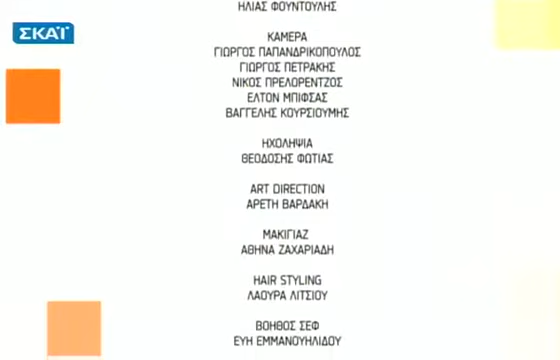 ΗΛΙΑΣ ΦΟΥΝΤΟΥΛΗΣ
ΣΚΑΪ
ΚΑΜΕΡΑ
ΓΙΩΡΓΟΣ ΠΑΠΑΝΔΡΙΚΟΠΟΥΛΟΣ
ΓΙΩΡΓΟΣ ΠΕΤΡΑΚΗΣ
ΝΙΚΟΣ ΠΡΕΛΟΡΕΝΤΖΟΣ
ΕΛΤΟΝ ΜΠΙΦΣΑΣ
ΒΑΓΓΕΛΗΣ ΚΟΥΡΣΙΟΥΜΗΣ
ΗΧΟΛΗΨΙΑ
ΘΕΟΔΟΣΗΣ ΦΩΤΙΑΣ
ART DIRECTION
ΑΡΕΤΗ ΒΑΡΔΑΚΗ
ΜΑΚΙΓΙΑΖ
ΑΘΗΝΑ ΖΑΧΑΡΙΑΔΗ
HAIR STYLING
ΛΑΟΥΡΑ ΛΙΤΣΙΟΥ
ΒΟΗΘΟΣ ΣΕΦ
ΕΥΗ ΕΜΜΑΝΟΥΗΛΙΔΟΥ